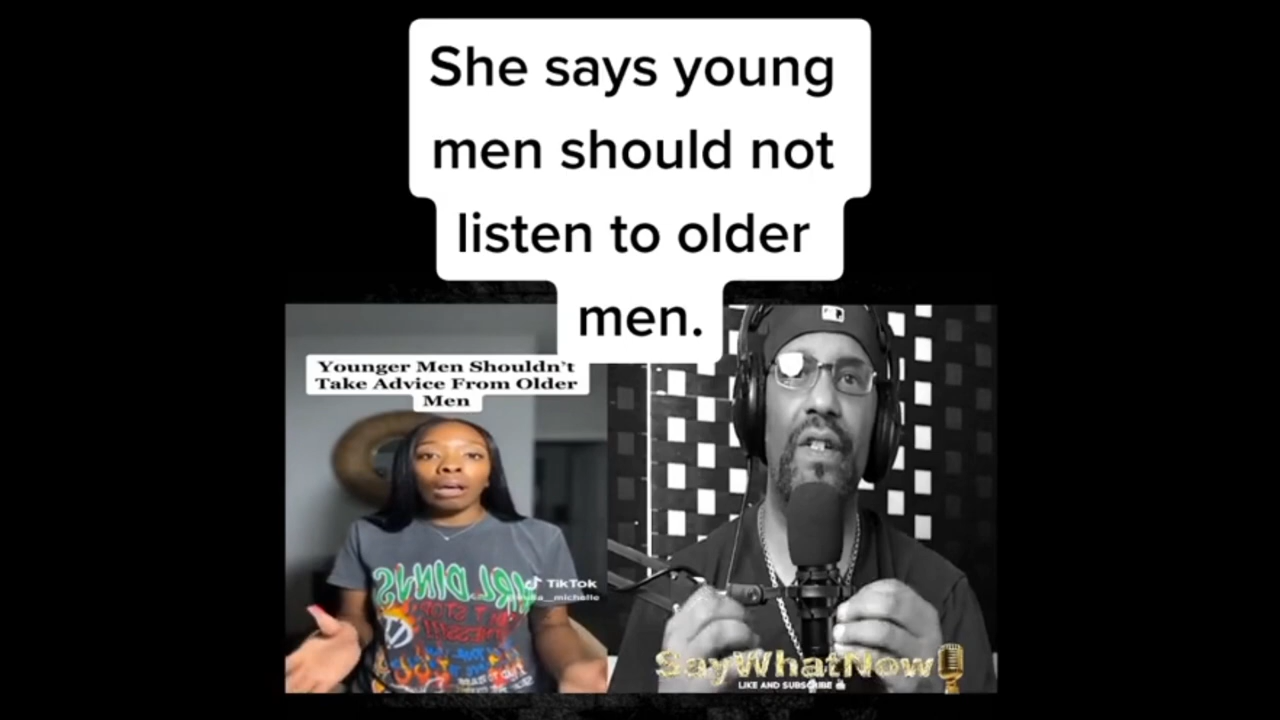 She says young
men should not
listen to older
men.
Younger Men Shouldn't
Take Advice From Older
Men
TikTok
SayWhatNow
LIKE AND SUBSCRIBE